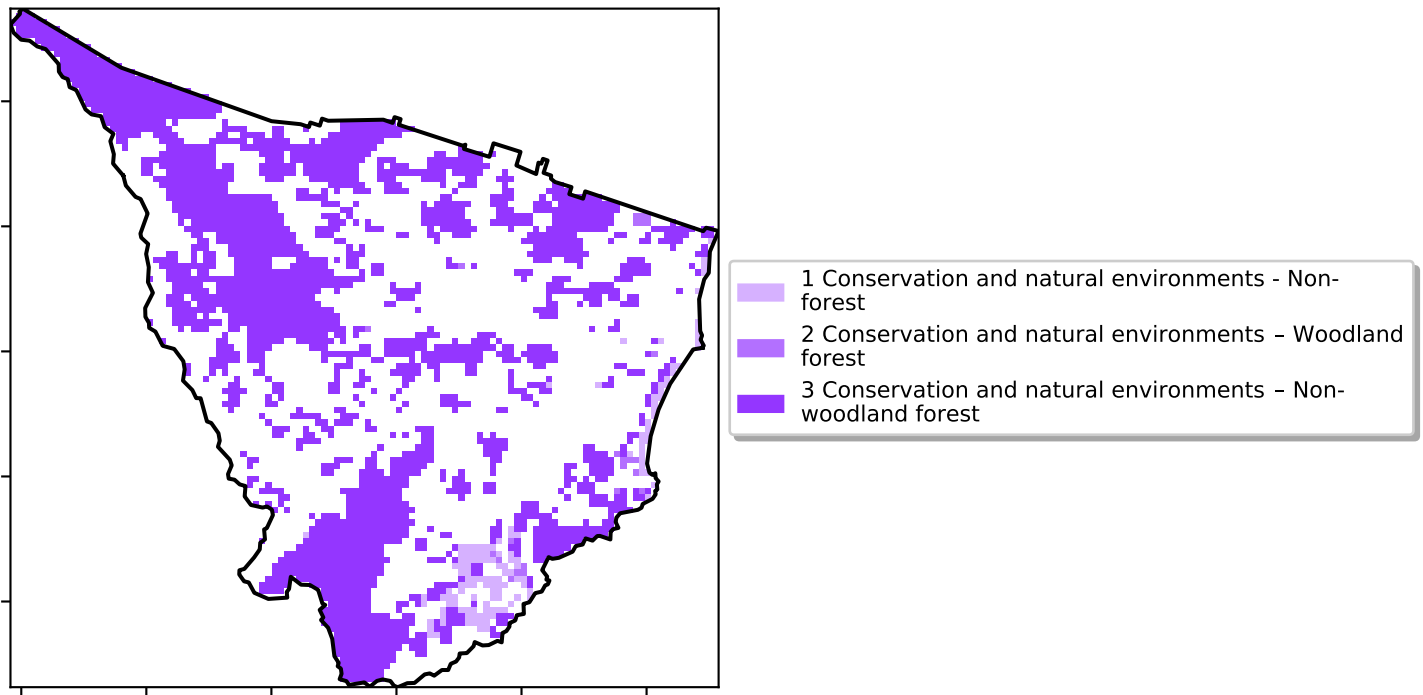 1 Conservation and natural environments - Non-
forest
2 Conservation and natural environments – Woodland
forest
3 Conservation and natural environments – Non-
woodland forest